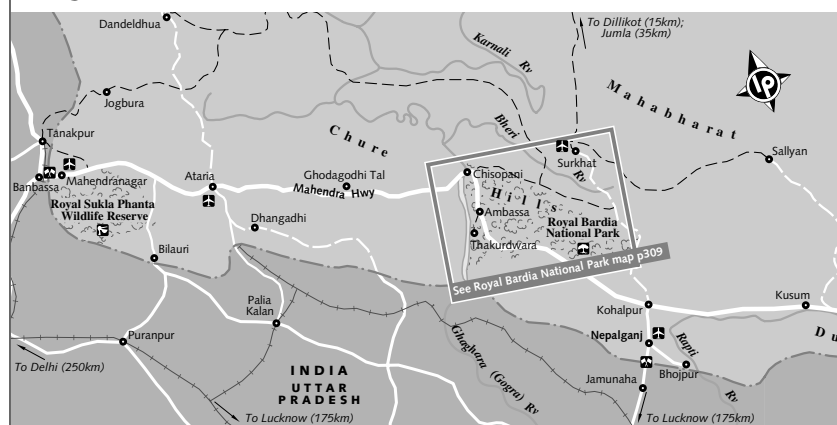 Dandeldhua
To Dillikot (15km);
Jumla (35km)
Karnali Rv
Mahabharat
Jogbura
Bheri Rv
Chure Hills
Tanakpur
Surkhat
Sallyan
Banbassa
Mahendranagar
Ataria
Ghodagodhi Tal
Mahendra Hwy
Chisopani
Royal Sukla Phanta
Wildlife Reserve
Dhangadhi
Ambassa
Royal Bardia
National Park
Thakurdwara
Bilauri
See Royal Bardia National Park map p309
Palia
Kalan
Kohalpur
Kusum
Puranpur
Ghaghara (Gogra) Rv
Nepalganj
Rapti Rv
Du
To Delhi (250km)
INDIA
UTTAR
PRADESH
Jamunaha
Bhojpur
To Lucknow (175km)
To Lucknow (175km)
lp